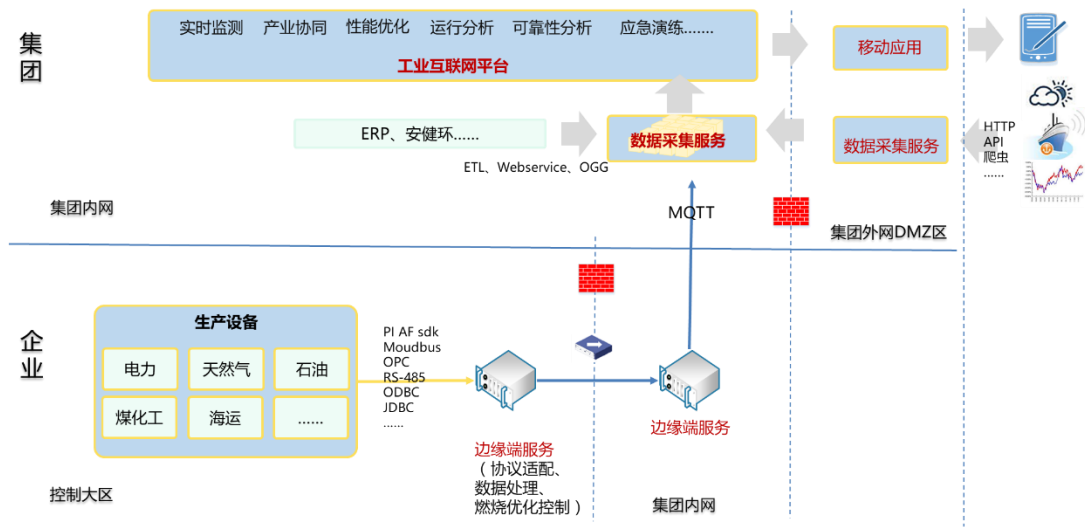 集团
实时监测 产业协同 性能优化 运行分析 可靠性分析 应急演练.......
工业互联网平台
移动应用
ERP、安健环......
数据采集服务
数据采集服务
HTTP
API
爬虫
......
ETL、Webservice、OGG
集团内网
MQTT
集团外网DMZ区
企业
生产设备
电力 天然气 石油
煤化工 海运 ......
PI AF sdk
Moudbus
OPC
RS-485
ODBC
JDBC
......
边缘端服务
（协议适配、
数据处理、
燃烧优化控制）
边缘端服务
控制大区
集团内网